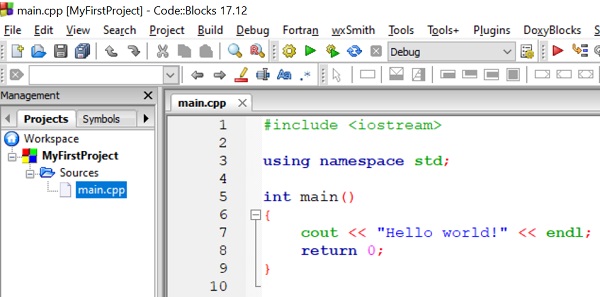 main.cpp [MyFirstProject] - Code::Blocks 17.12
File Edit View Search Project Build Debug Fortran wxSmith Tools Tools+ Plugins DoxyBlocks S
Debug
Management
Projects Symbols
Workspace
MyFirstProject
Sources
main.cpp
main.cpp
1 #include <iostream>
2
3 using namespace std;
4
5 int main()
6 {
7 cout << "Hello world!" << endl;
8 return 0;
9 }
10